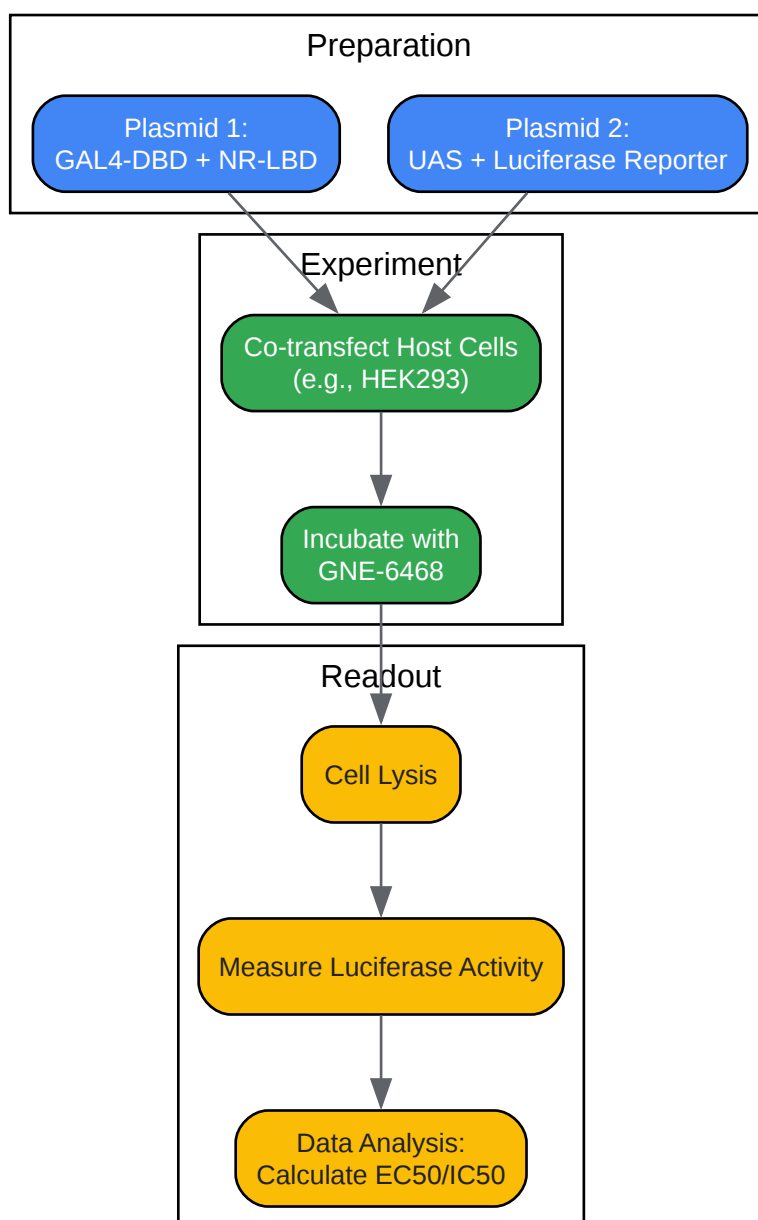 Preparation
Plasmid 1:
GAL4-DBD + NR-LBD
Plasmid 2:
UAS + Luciferase Reporter
Experiment
Co-transfect Host Cells
(e.g., HEK293)
Incubate with
GNE-6468
Readout
Cell Lysis
Measure Luciferase Activity
Data Analysis:
Calculate EC50/IC50